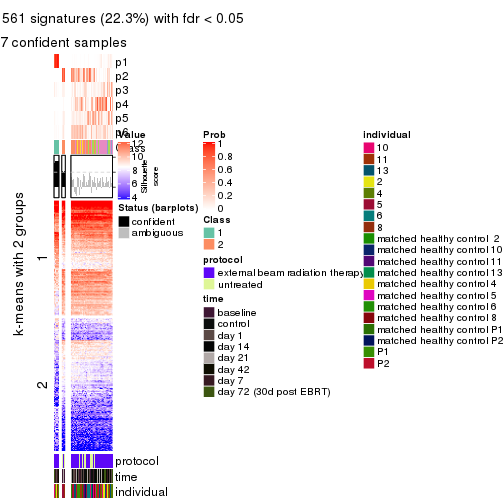 561 signatures (22.3%) with fdr < 0.05
7 confident samples
p1
p2
p3
p4
p5
p6
Class
Silhouette
score
k-means with 2 groups
1
2
protocol
time
individual
Value
12
10
8
6
4
Status (barplots)
confident
ambiguous
Prob
1
0.8
0.6
0.4
0.2
0
Class
1
2
protocol
external beam radiation therapy
untreated
time
baseline
control
day 1
day 14
day 21
day 42
day 7
day 72 (30d post EBRT)
individual
10
11
13
2
4
5
6
8
matched healthy control 2
matched healthy control 10
matched healthy control 11
matched healthy control 13
matched healthy control 4
matched healthy control 5
matched healthy control 6
matched healthy control 8
matched healthy control P1
matched healthy control P2
P1
P2